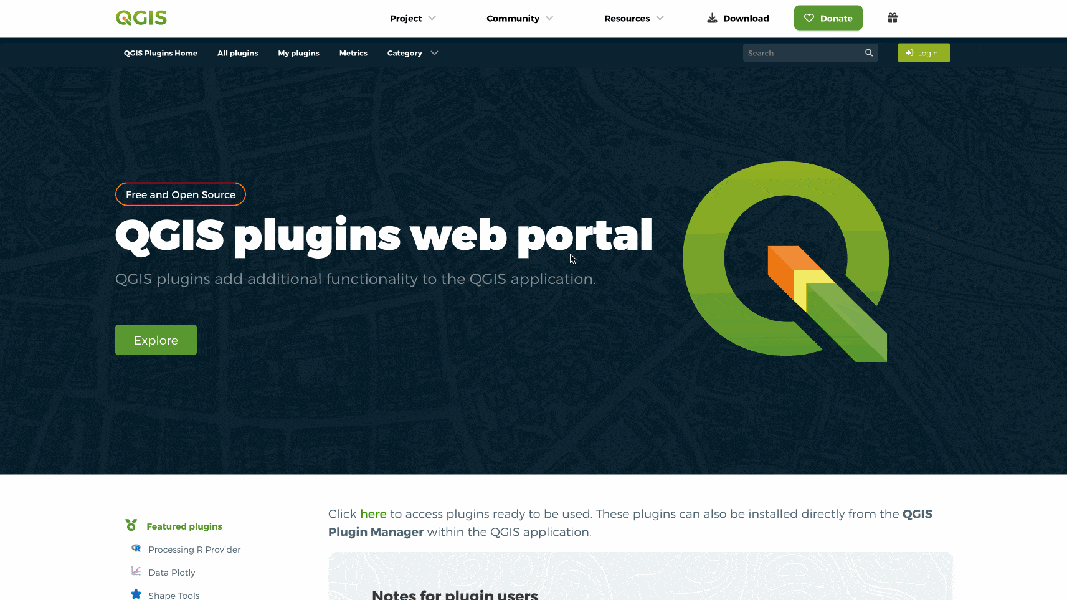 QGIS
Project
Community
Resources
Download
Donate
QGIS Plugins Home
All plugins
My plugins
Metrics
Category
Search
Login
Free and Open Source
QGIS plugins web portal
QGIS plugins add additional functionality to the QGIS application.
Explore
Featured plugins
Processing R Provider
Data Plotly
Shape Tools
Click here to access plugins ready to be used. These plugins can also be installed directly from the QGIS
Plugin Manager within the QGIS application.
Notes for plugin users